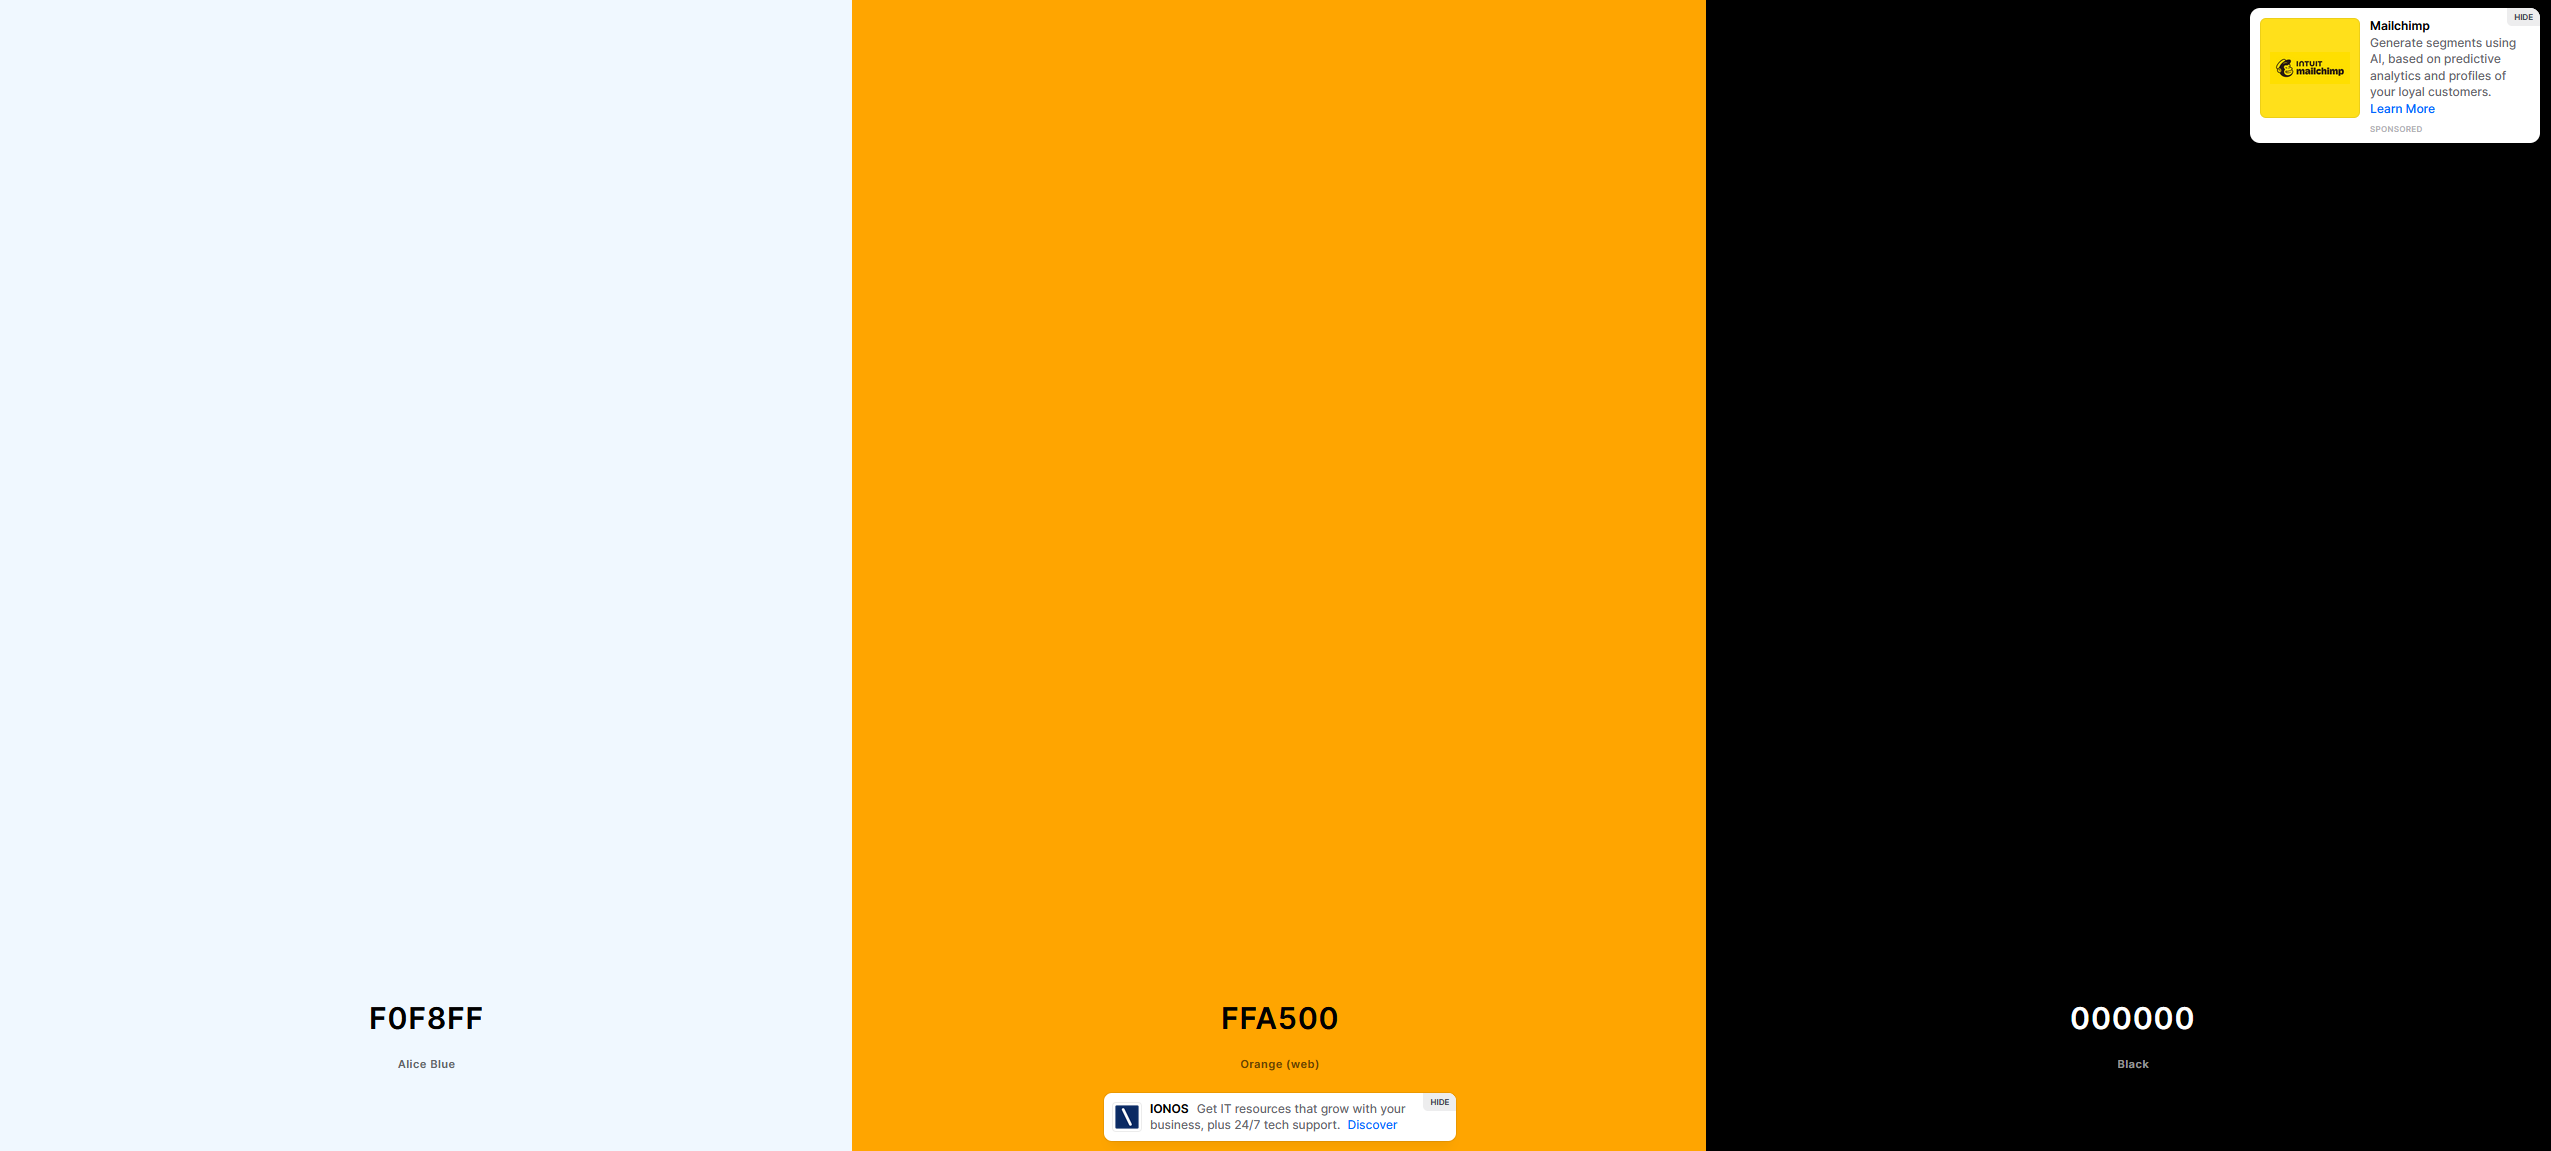 HIDE
INTUIT
mailchimp
Mailchimp
Generate segments using
AI, based on predictive
analytics and profiles of
your loyal customers.
Learn More
SPONSORED
F0F8FF
Alice Blue
FFA500
Orange (web)
000000
Black
HIDE
IONOS Get IT resources that grow with your
business, plus 24/7 tech support. Discover